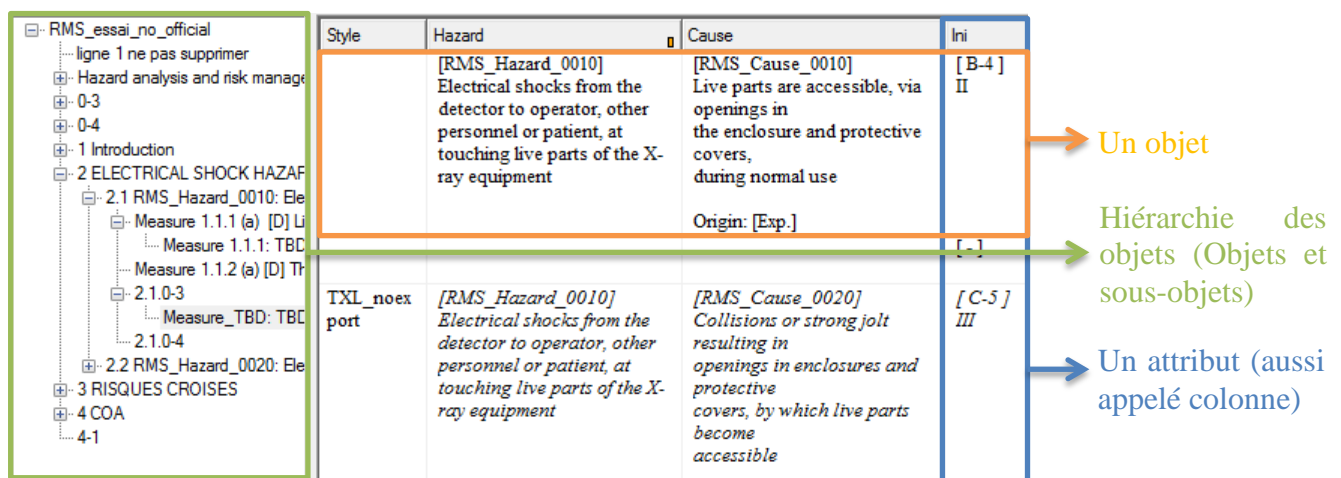 RMS_essai_no_official
ligne 1 ne pas supprimer
Hazard analysis and risk manage
0-3
0-4
1 Introduction
2 ELECTRICAL SHOCK HAZAR
2.1 RMS_Hazard_0010: Ele
Measure 1.1.1 (a) [D] Li
Measure 1.1.1: TBD
Measure 1.1.2 (a) [D] Th
2.1.0-3
Measure_TBD: TBD
2.1.0-4
2.2 RMS_Hazard_0020: Ele
3 RISQUES CROISES
4 COA
4-1
Style Hazard Cause Ini
[RMS_Hazard_0010] [RMS_Cause_0010] [ B-4 ]
Electrical shocks from the Live parts are accessible, via II
detector to operator, other openings in
personnel or patient, at the enclosure and protective
touching live parts of the X- covers,
ray equipment during normal use
Origin: [Exp.]
[ - ]
TXL_noex [RMS_Hazard_0010] [RMS_Cause_0020] [ C-5 ]
port Electrical shocks from the Collisions or strong jolt III
detector to operator, other resulting in
personnel or patient, at openings in enclosures and
touching live parts of the X- protective
ray equipment covers, by which live parts
become
accessible
Un objet
Hiérarchie des
objets (Objets et
sous-objets)
Un attribut (aussi
appelé colonne)